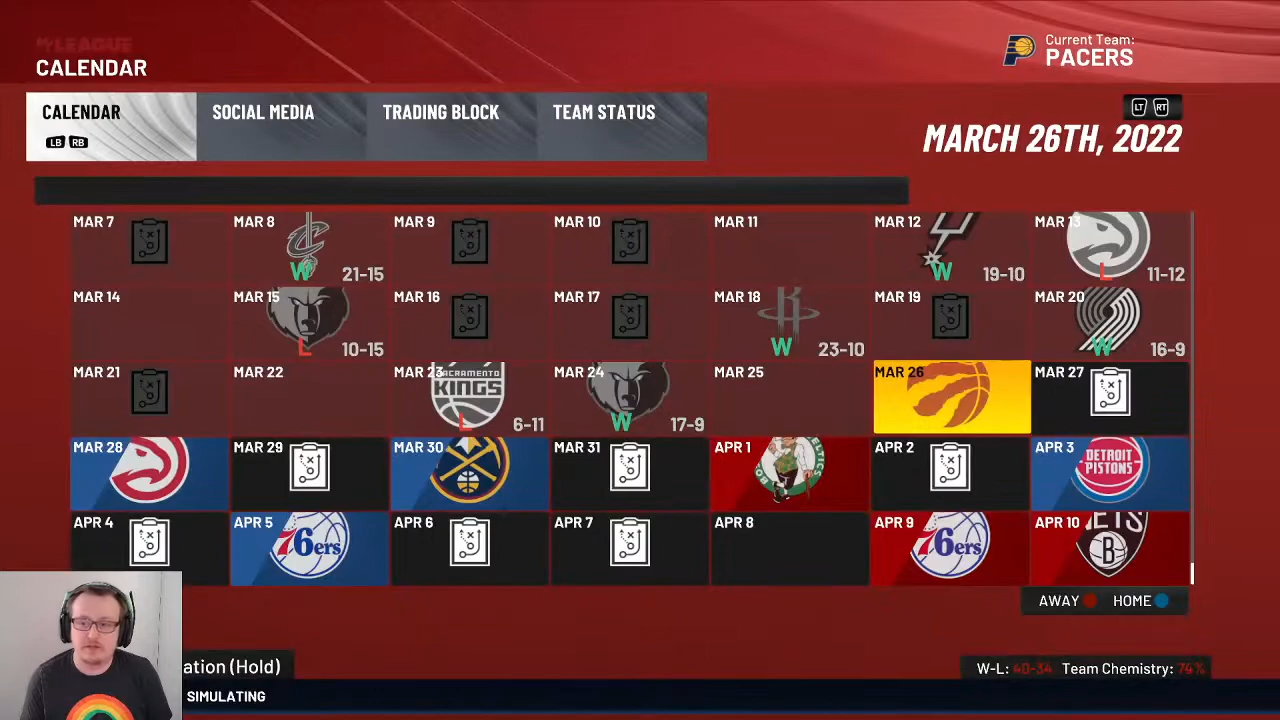 MYLEAGUE
CALENDAR
Current Team:
PACERS
CALENDAR
LB RB
SOCIAL MEDIA
TRADING BLOCK
TEAM STATUS
LT RT
MARCH 26TH, 2022
MAR 7 MAR 8 MAR 9 MAR 10 MAR 11 MAR 12 MAR 13
W 21-15 W 19-10 L 11-12
MAR 14 MAR 15 MAR 16 MAR 17 MAR 18 MAR 19 MAR 20
L 10-15 W 23-10 W 16-9
MAR 21 MAR 22 MAR 23 MAR 24 MAR 25 MAR 26 MAR 27
SACRAMENTO
KINGS
L 6-11 W 17-9
MAR 28 MAR 29 MAR 30 MAR 31 APR 1 APR 2 APR 3
CELTICS
DETROIT
PISTONS
APR 4 APR 5 APR 6 APR 7 APR 8 APR 9 APR 10
76ers 76ers B
AWAY HOME
ation (Hold)
W-L: 40-34 Team Chemistry: 74%
SIMULATING